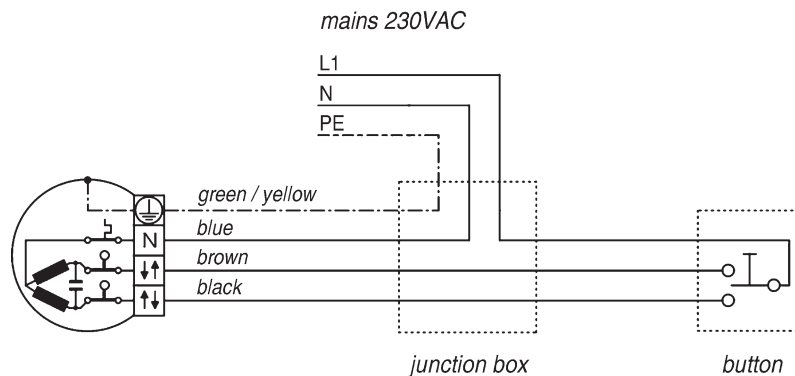 mains 230VAC
L1
N
PE
green / yellow
blue
N
brown
↓↑
black
↑↓
junction box
button